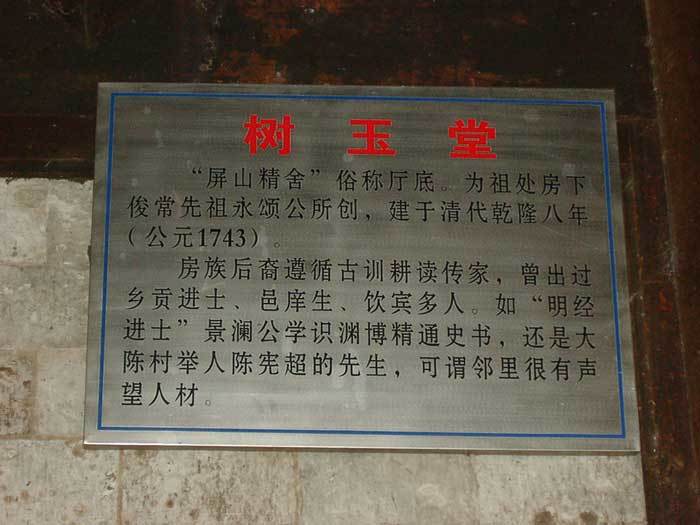 树玉堂
“屏山精舍”俗称厅底。为祖处房下
俊常先祖永颂公所创，建于清代乾隆八年
（公元1743）。
房族后裔遵循古训耕读传家，曾出过
乡贡进士、邑庠生、饮宾多人。如“明经
进士”景澜公学识渊博精通史书，还是大
陈村举人陈宪超的先生，可谓邻里很有声
望人材。